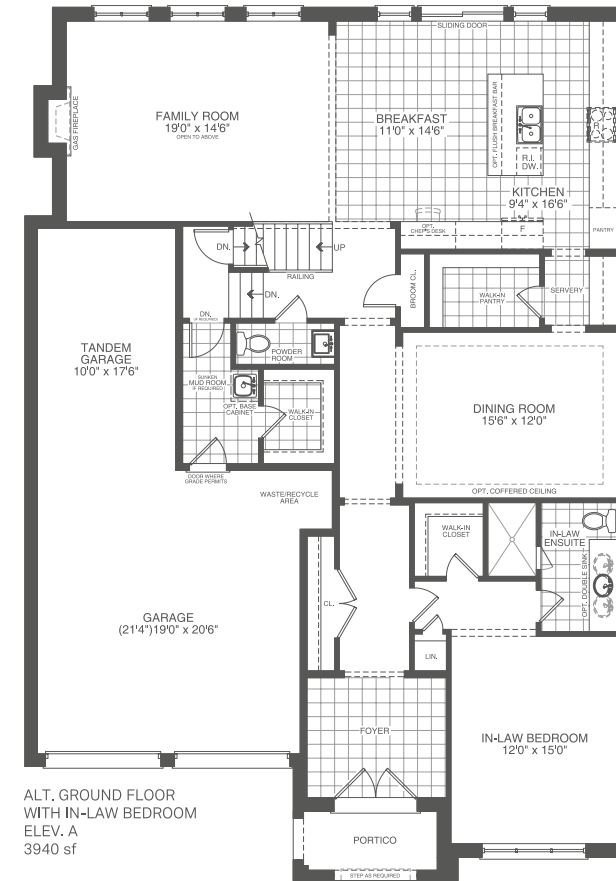 SLIDING DOOR
FAMILY ROOM
19'0" x 14'6"
OPEN TO ABOVE
GAS FIREPLACE
BREAKFAST
11'0" x 14'6"
OPT. FLUSH BREAKFAST BAR
R.I.
DW.
R
KITCHEN
9'4" x 16'6"
OPT.
CHEF'S DESK
F
PANTRY
DN.
UP
RAILING
DN.
BROOM CL.
WALK-IN
PANTRY
SERVERY
DN.
(IF REQUIRED)
TANDEM
GARAGE
10'0" x 17'6"
POWDER
ROOM
SUNKEN
MUD ROOM
IF REQUIRED
OPT. BASE
CABINET
WALK-IN
CLOSET
DINING ROOM
15'6" x 12'0"
OPT. COFFERED CEILING
DOOR WHERE
GRADE PERMITS
WASTE/RECYCLE
AREA
WALK-IN
CLOSET
IN-LAW
ENSUITE
OPT. DOUBLE SINK
CL.
GARAGE
(21'4")19'0" x 20'6"
LIN.
FOYER
IN-LAW BEDROOM
12'0" x 15'0"
ALT. GROUND FLOOR
WITH IN-LAW BEDROOM
ELEV. A
3940 sf
PORTICO
STEP AS REQUIRED